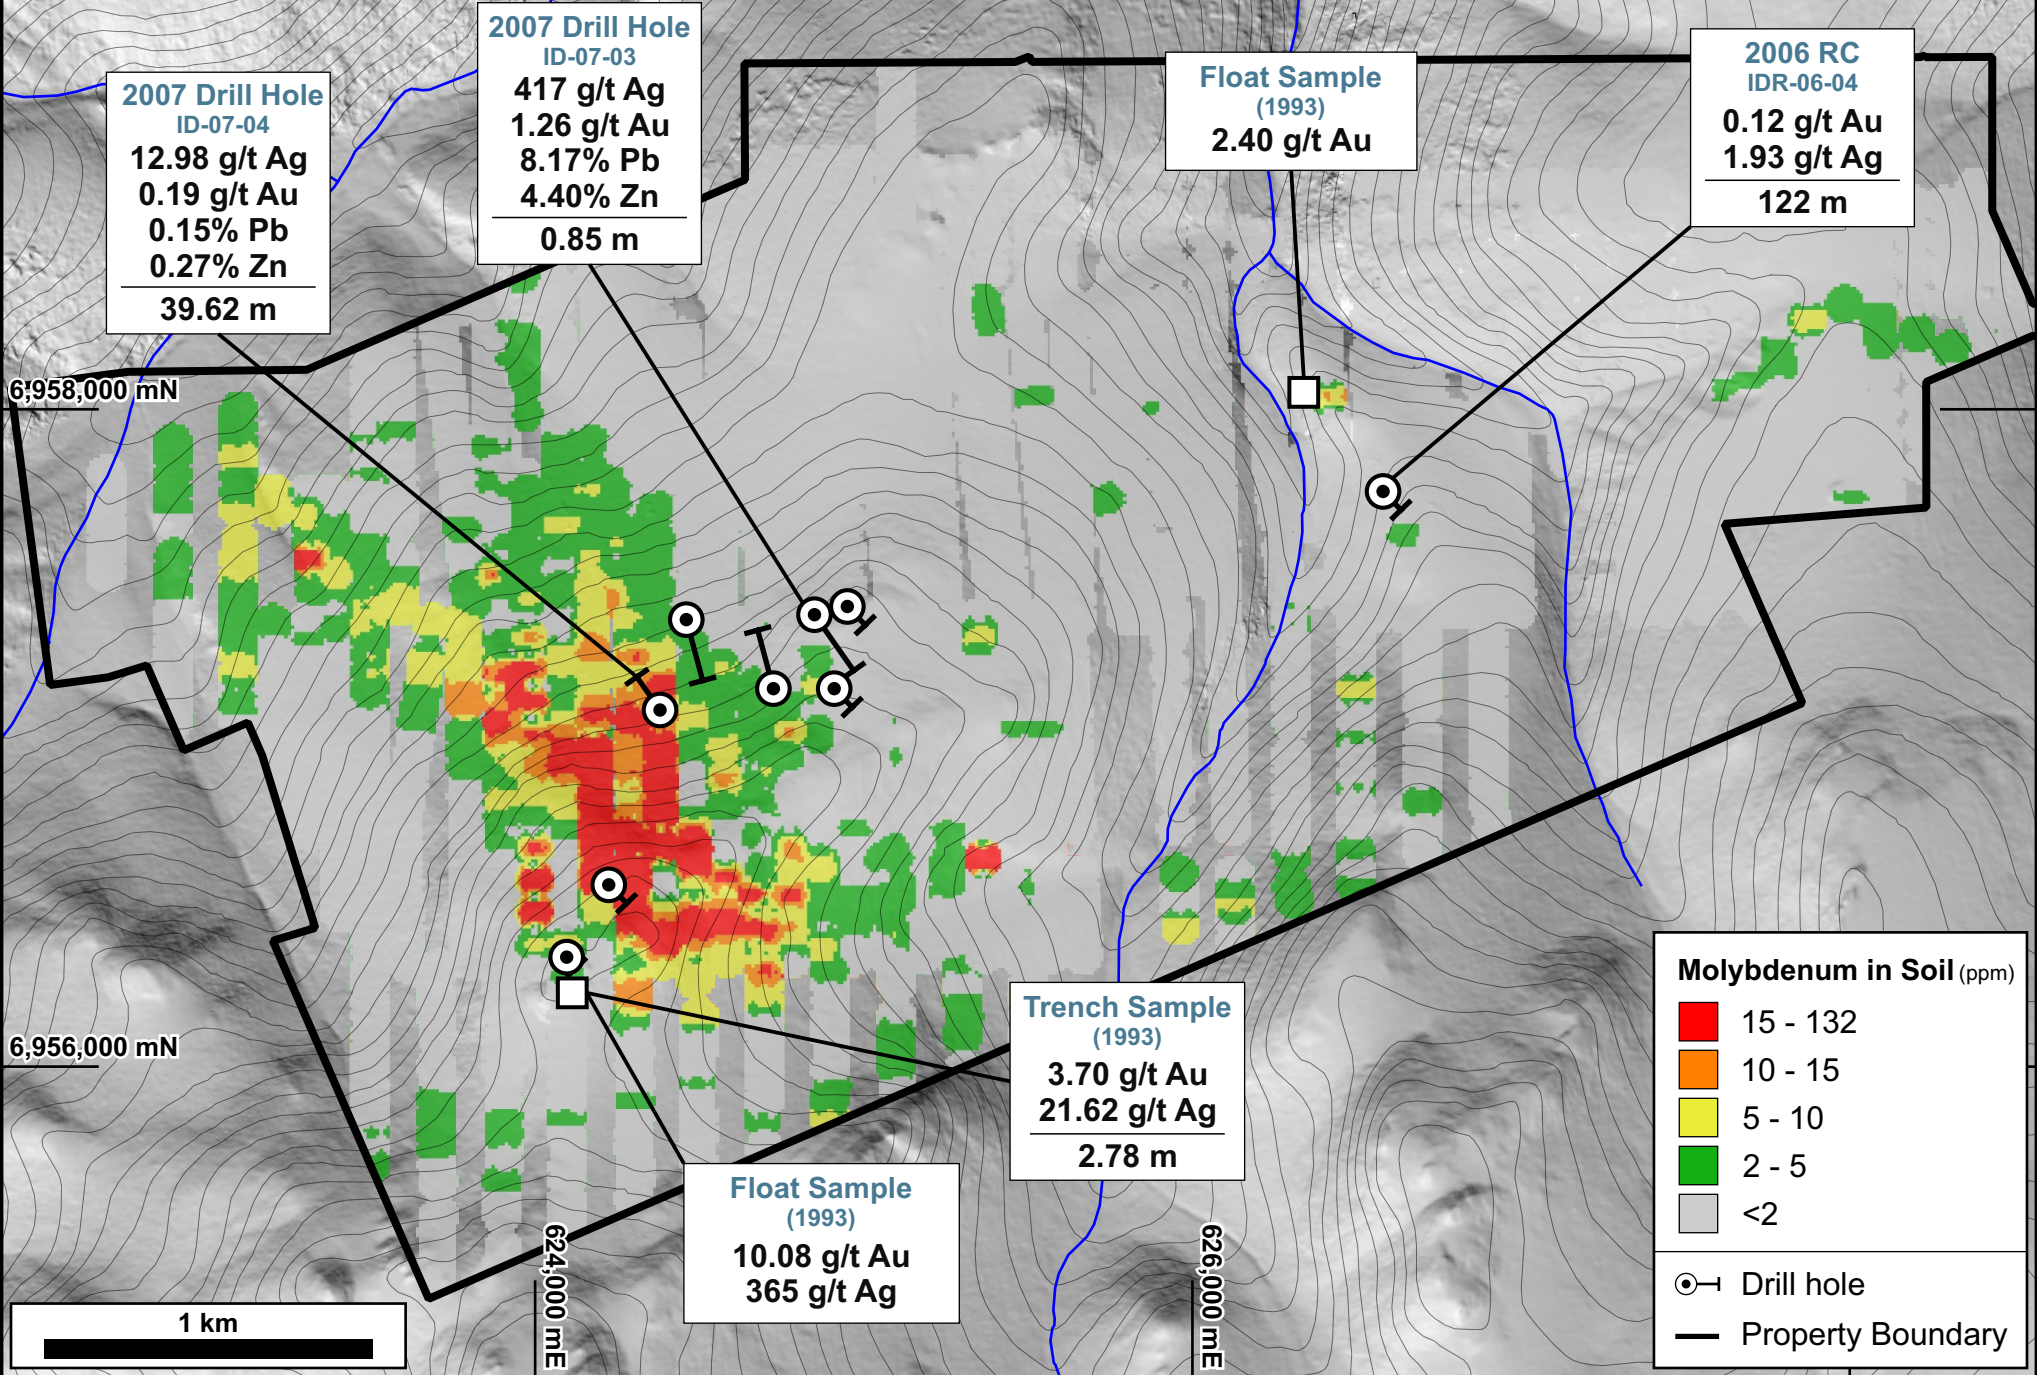 2007 Drill Hole
ID-07-04
12.98 g/t Ag
0.19 g/t Au
0.15% Pb
0.27% Zn
39.62 m
2007 Drill Hole
ID-07-03
417 g/t Ag
1.26 g/t Au
8.17% Pb
4.40% Zn
0.85 m
Float Sample
(1993)
2.40 g/t Au
2006 RC
IDR-06-04
0.12 g/t Au
1.93 g/t Ag
122 m
6,958,000 mN
6,956,000 mN
Trench Sample
(1993)
3.70 g/t Au
21.62 g/t Ag
2.78 m
Float Sample
(1993)
10.08 g/t Au
365 g/t Ag
624,000 mE
626,000 mE
1 km
Molybdenum in Soil (ppm)
15 - 132
10 - 15
5 - 10
2 - 5
<2
Drill hole
Property Boundary